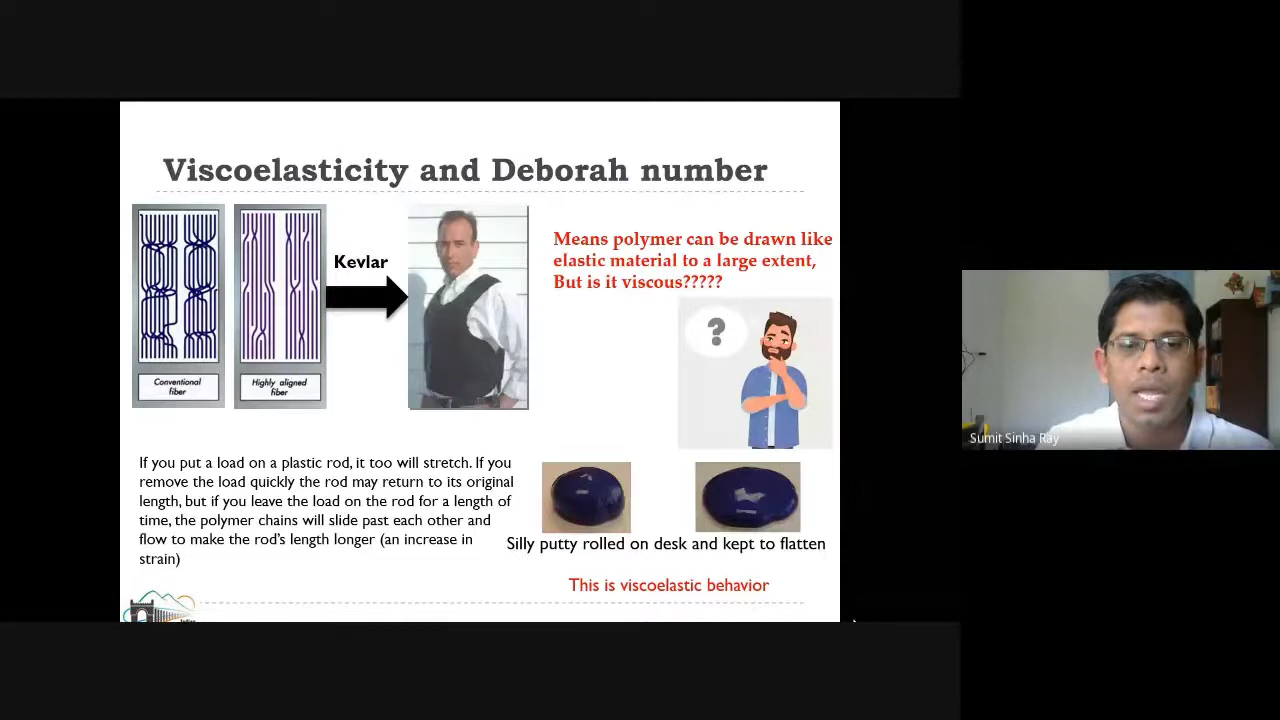 Viscoelasticity and Deborah number
Conventional
fiber
Highly aligned
fiber
Kevlar
Means polymer can be drawn like
elastic material to a large extent,
But is it viscous?????
?
If you put a load on a plastic rod, it too will stretch. If you
remove the load quickly the rod may return to its original
length, but if you leave the load on the rod for a length of
time, the polymer chains will slide past each other and
flow to make the rod's length longer (an increase in
strain)
Silly putty rolled on desk and kept to flatten
This is viscoelastic behavior
Sumit Sinha Ray